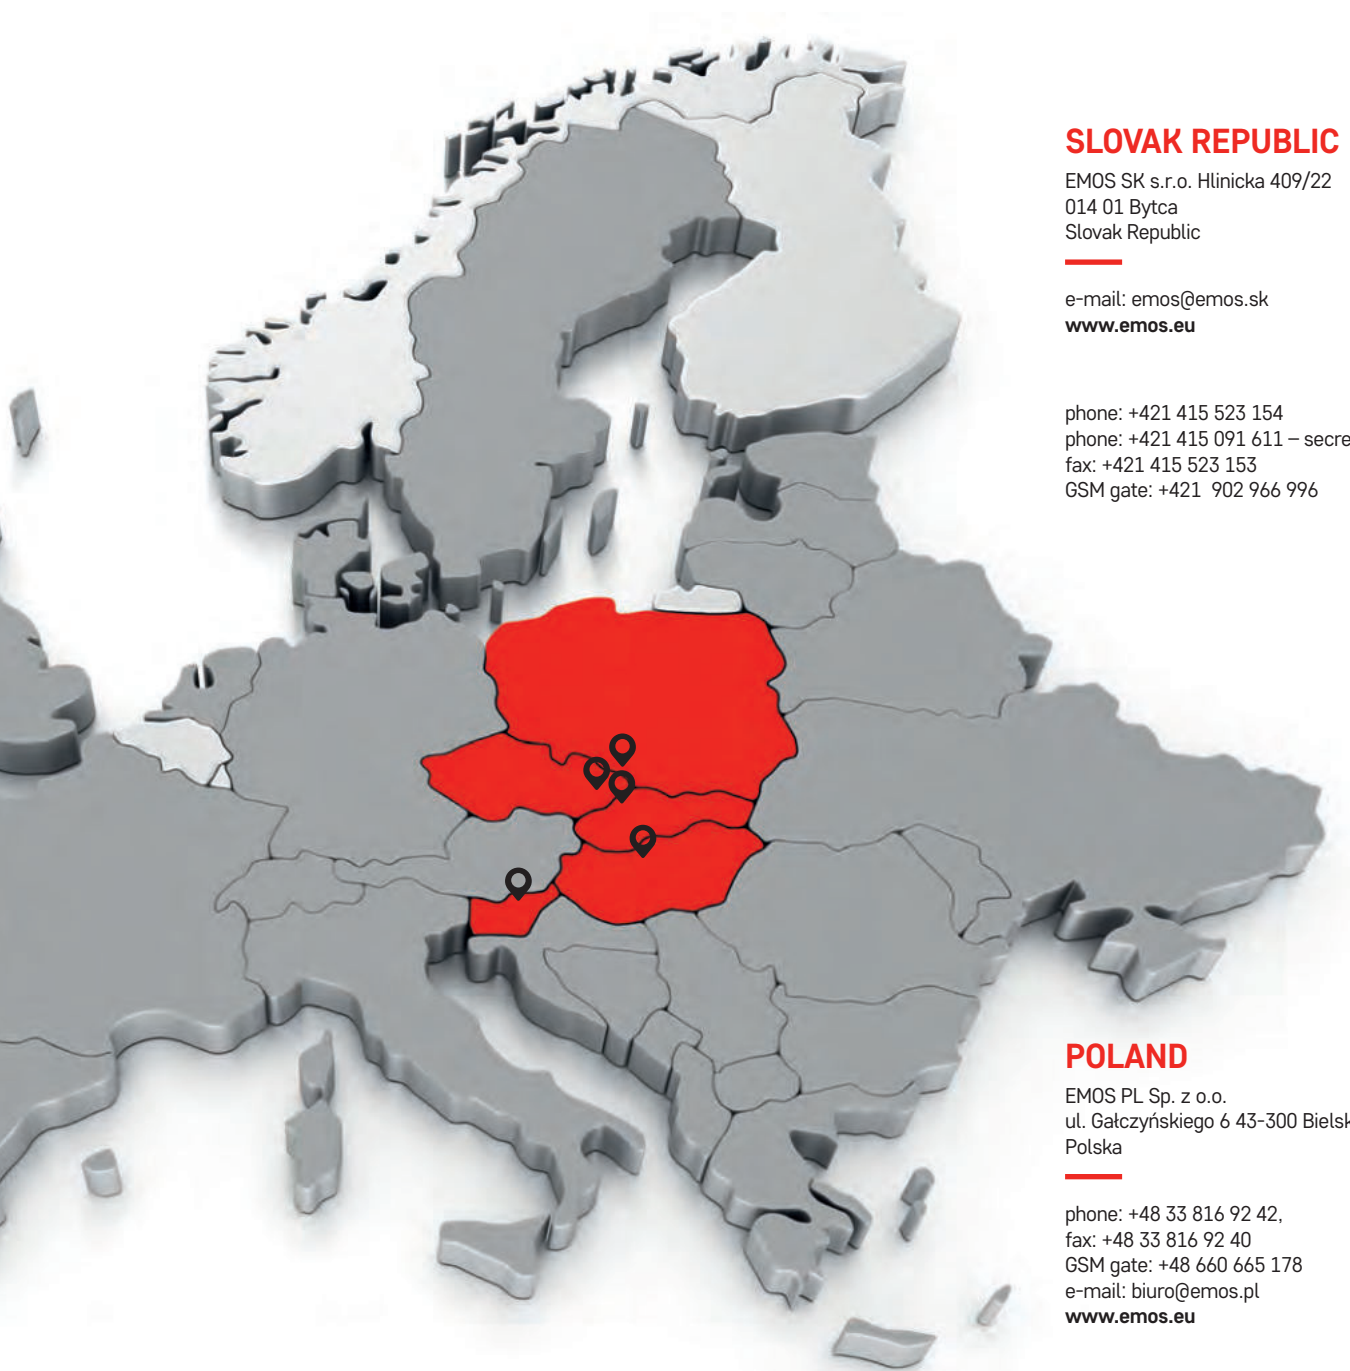 SLOVAK REPUBLIC
EMOS SK s.r.o. Hlinicka 409/22
014 01 Bytca
Slovak Republic
e-mail: emos@emos.sk
www.emos.eu
phone: +421 415 523 154
phone: +421 415 091 611 – secre
fax: +421 415 523 153
GSM gate: +421 902 966 996
POLAND
EMOS PL Sp. z o.o.
ul. Gałczyńskiego 6 43-300 Bielsk
Polska
phone: +48 33 816 92 42,
fax: +48 33 816 92 40
GSM gate: +48 660 665 178
e-mail: biuro@emos.pl
www.emos.eu